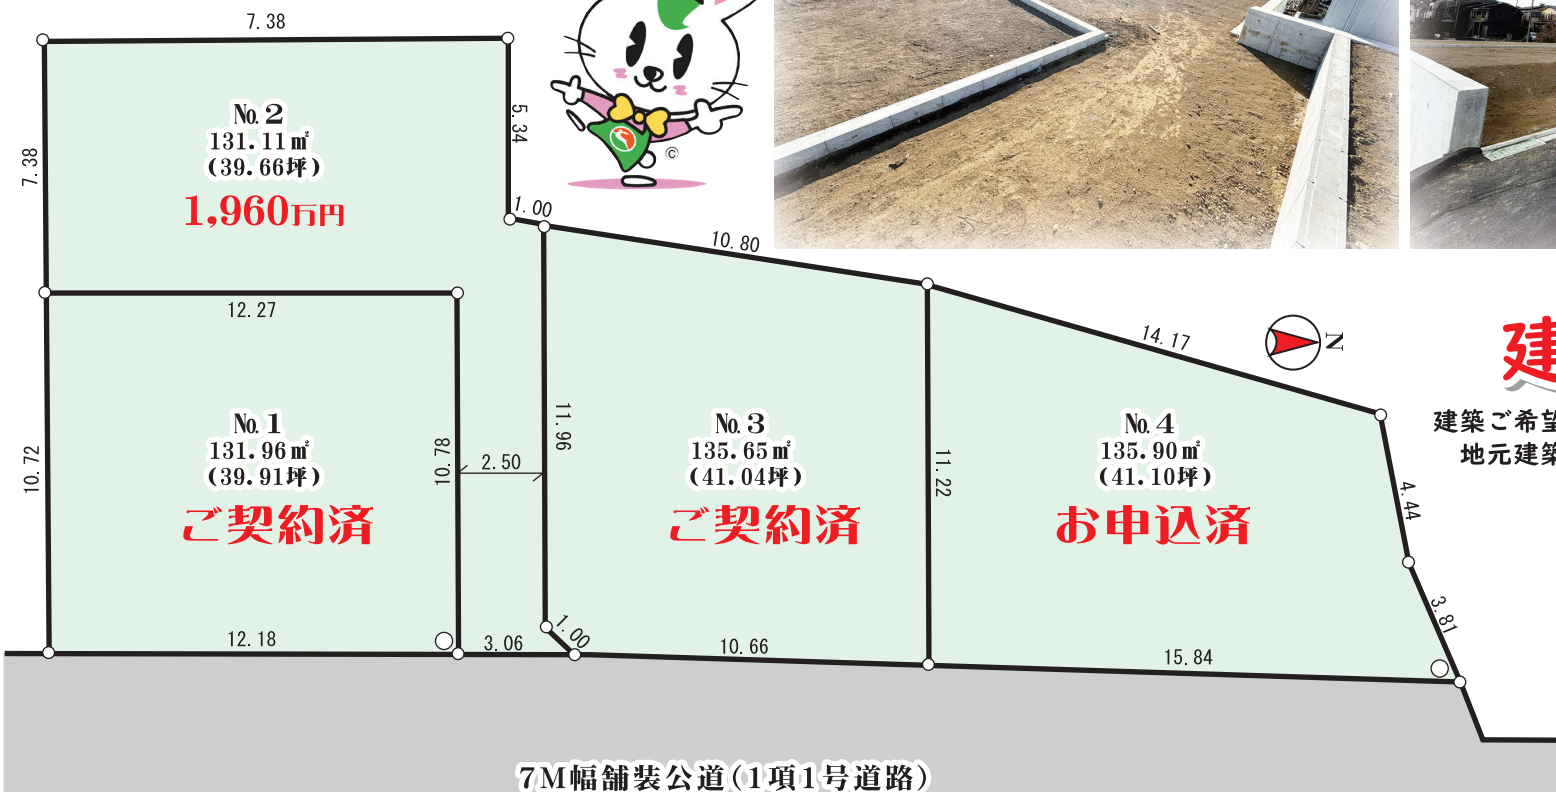 7.38
No.2
131.11㎡
(39.66坪)
1,960万円
7.38
5.34
1.00
©
10.80
12.27
14.17
N
No.1
131.96㎡
(39.91坪)
ご契約済
10.72
10.78
2.50
11.96
No.3
135.65㎡
(41.04坪)
ご契約済
11.22
No.4
135.90㎡
(41.10坪)
お申込済
4.44
3.81
建
建築ご希望
地元建築
12.18
3.06
1.00
10.66
15.84
7M幅舗装公道(1項1号道路)